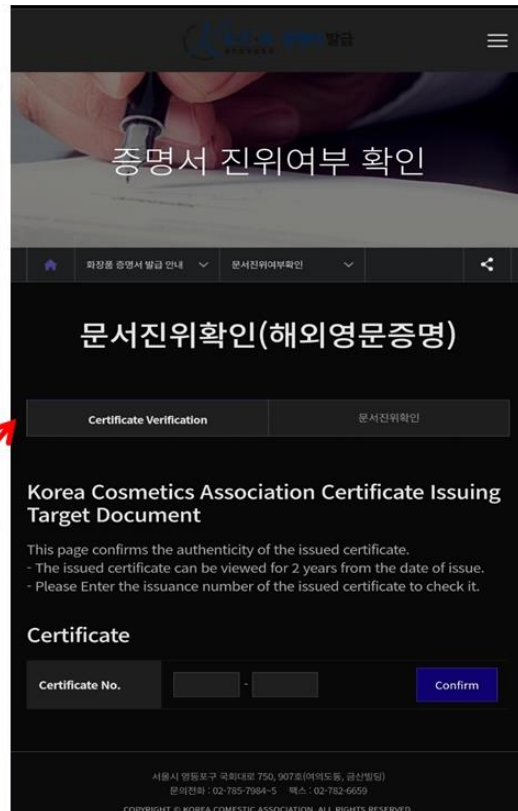 발급
증명서 진위여부 확인
화장품 증명서 발급 안내
문서진위여부확인
문서진위확인(해외영문증명)
Certificate Verification
문서진위확인
Korea Cosmetics Association Certificate Issuing
Target Document
This page confirms the authenticity of the issued certificate.
- The issued certificate can be viewed for 2 years from the date of issue.
- Please Enter the issuance number of the issued certificate to check it.
Certificate
Certificate No.
-
Confirm
서울시 영등포구 국회대로 750, 907호(여의도동, 금산빌딩)
문의전화 : 02-785-7984~5 팩스 : 02-782-6659
COPYRIGHT © KOREA COMESTIC ASSOCIATION. ALL RIGHTS RESERVED